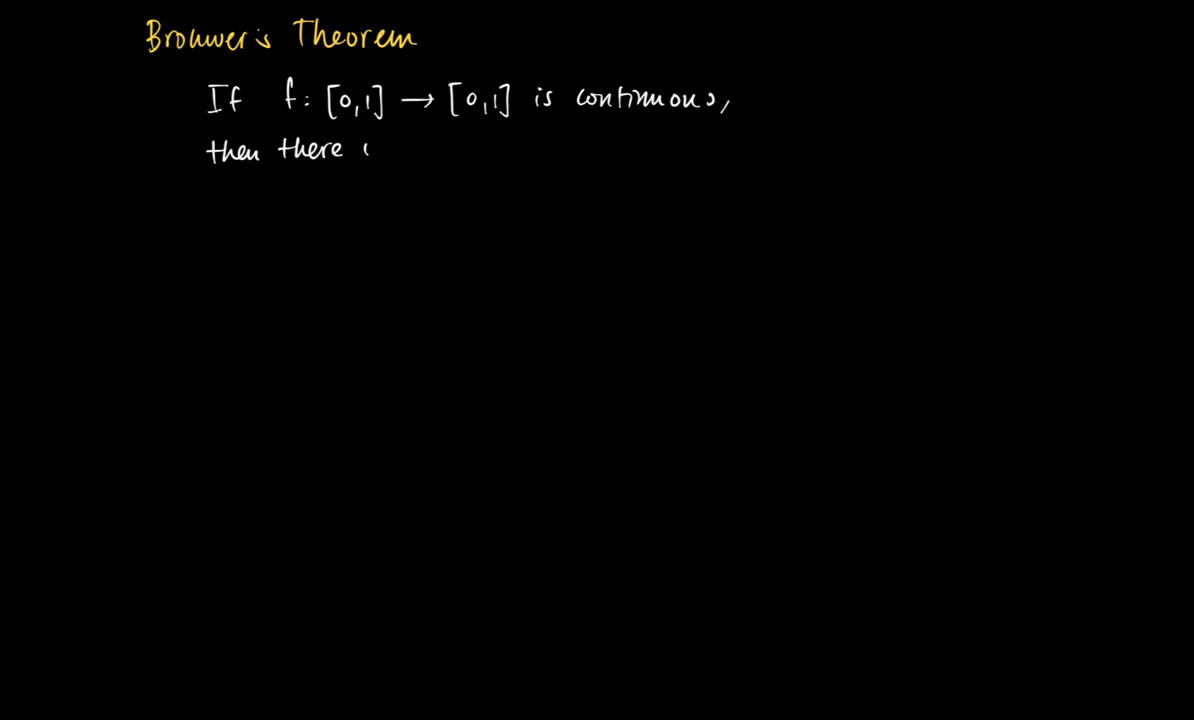 Brouwer's Theorem
If f: [0,1] → [0,1] is continuous,
then there